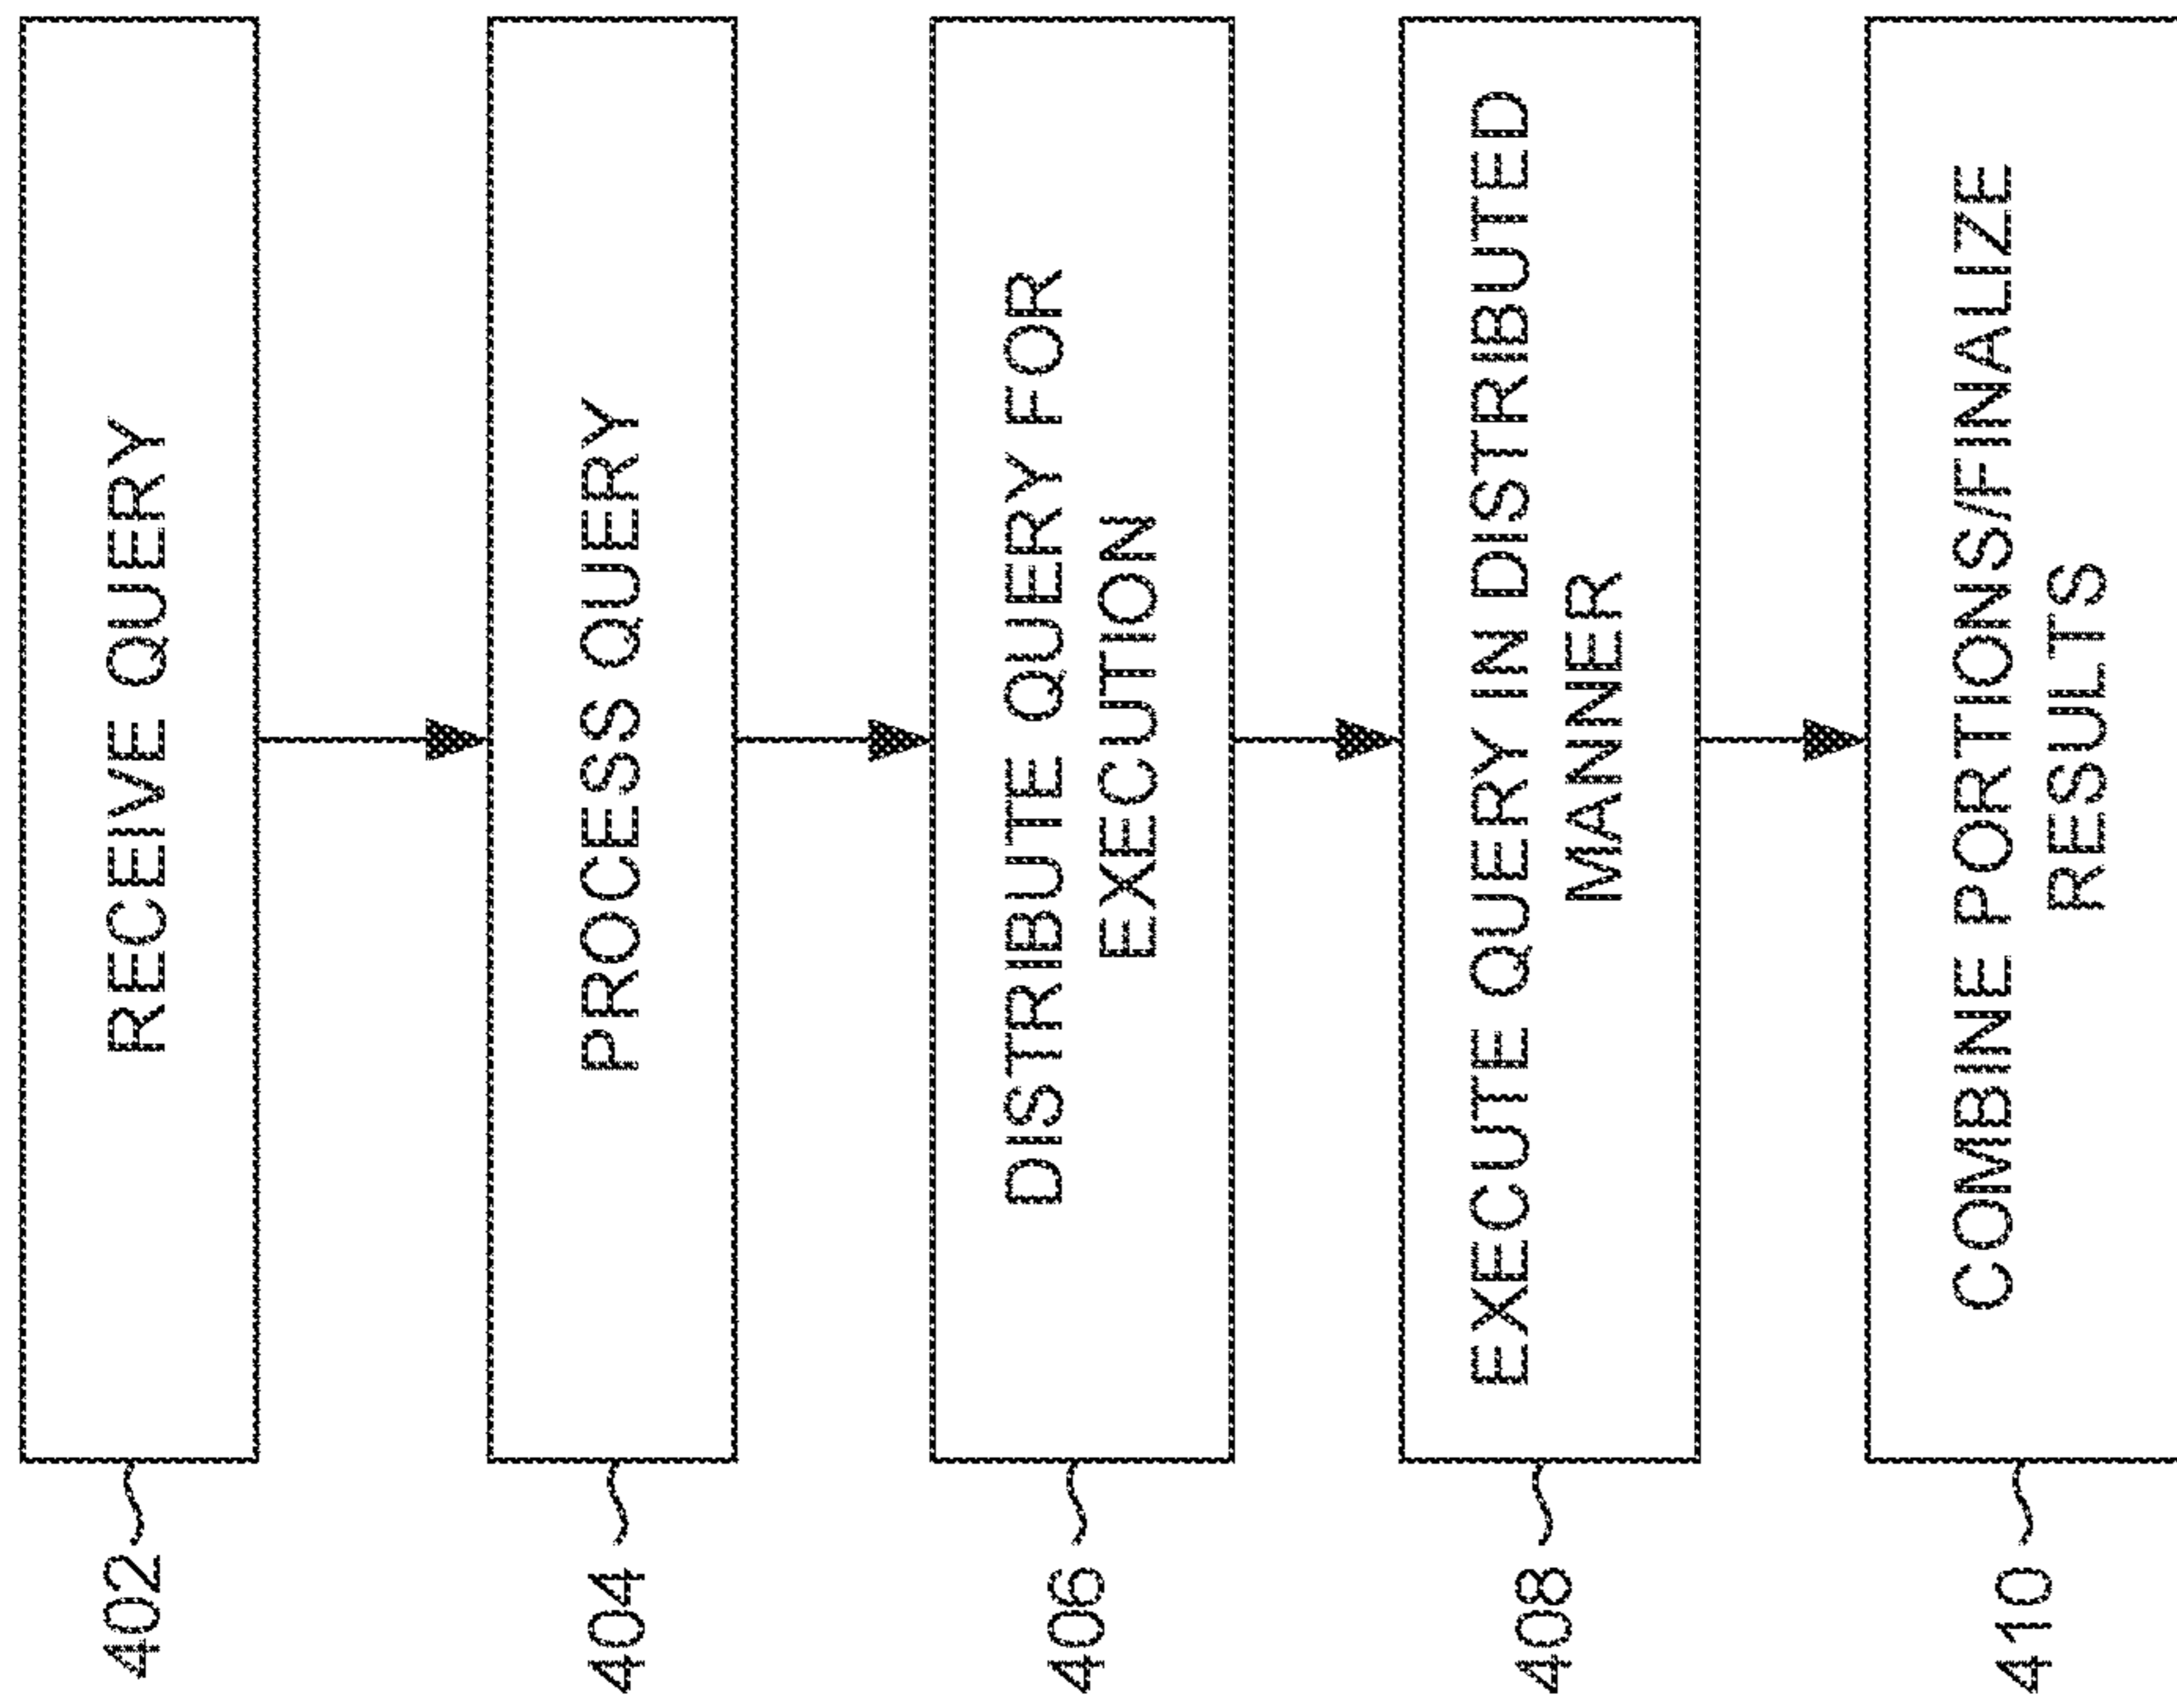 402
RECEIVE QUERY
404
PROCESS QUERY
406
DISTRIBUTE QUERY FOR
EXECUTION
408
EXECUTE QUERY IN DISTRIBUTED
MANNER
410
COMBINE PORTIONS/FINALIZE
RESULTS